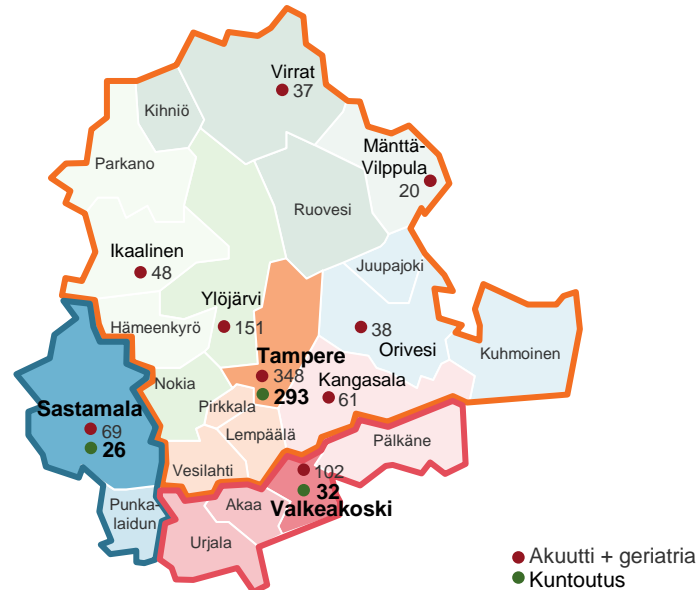 Virrat
37
Kihniö
Mänttä-
Vilppula
20
Parkano
Ruovesi
Ikaalinen
48
Juupajoki
Ylöjärvi
151
Hämeenkyrö
38
Orivesi
Kuhmoinen
Tampere
348
293
Nokia
Kangasala
61
Pirkkala
Sastamala
69
26
Lempäälä
Pälkäne
Vesilahti
102
32
Valkeakoski
Punka-
laidun
Akaa
Urjala
Akuutti + geriatria
Kuntoutus